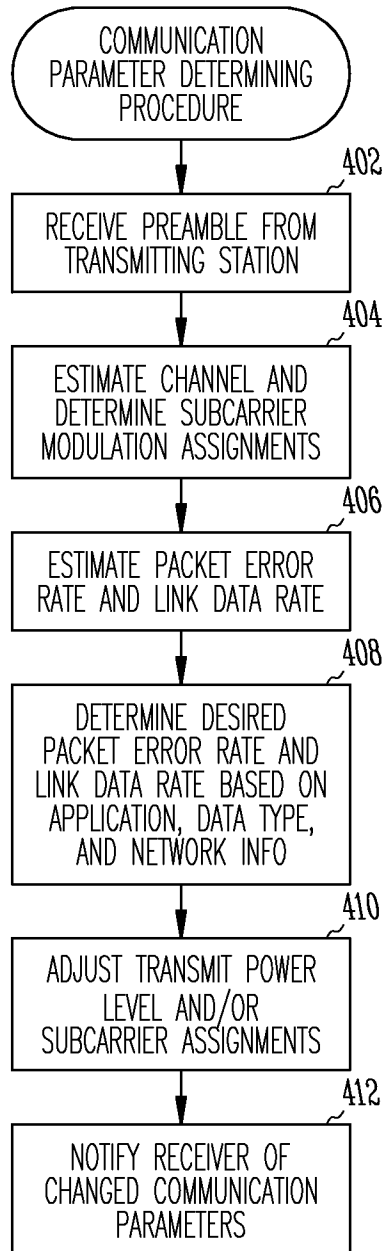 COMMUNICATION
PARAMETER DETERMINING
PROCEDURE
402
RECEIVE PREAMBLE FROM
TRANSMITTING STATION
404
ESTIMATE CHANNEL AND
DETERMINE SUBCARRIER
MODULATION ASSIGNMENTS
406
ESTIMATE PACKET ERROR
RATE AND LINK DATA RATE
408
DETERMINE DESIRED
PACKET ERROR RATE AND
LINK DATA RATE BASED ON
APPLICATION, DATA TYPE,
AND NETWORK INFO
410
ADJUST TRANSMIT POWER
LEVEL AND/OR
SUBCARRIER ASSIGNMENTS
412
NOTIFY RECEIVER OF
CHANGED COMMUNICATION
PARAMETERS